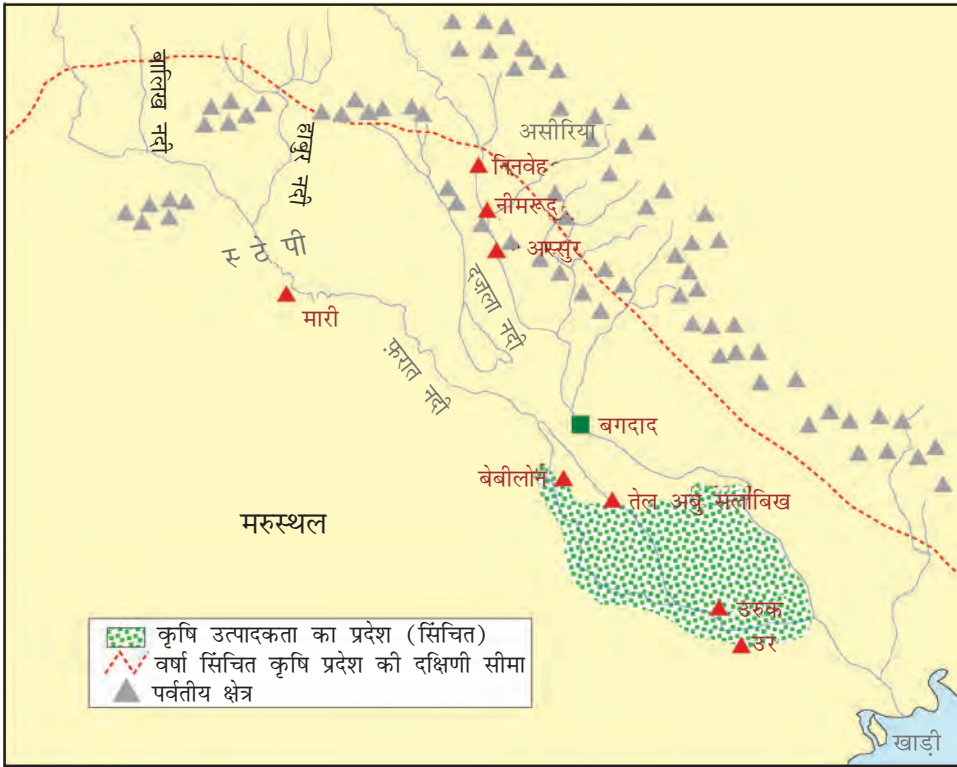 बालिख नदी
हाबुर नदी
असीरिया
निनवेह
नीमरूद
अस्सुर
स्टेपी
मारी
दजला नदी
फ़रात नदी
बगदाद
बेबीलोन
तेल अबु सलाबिख
मरुस्थल
उरुक
उर
कृषि उत्पादकता का प्रदेश (सिंचित)
वर्षा सिंचित कृषि प्रदेश की दक्षिणी सीमा
पर्वतीय क्षेत्र
खाड़ी